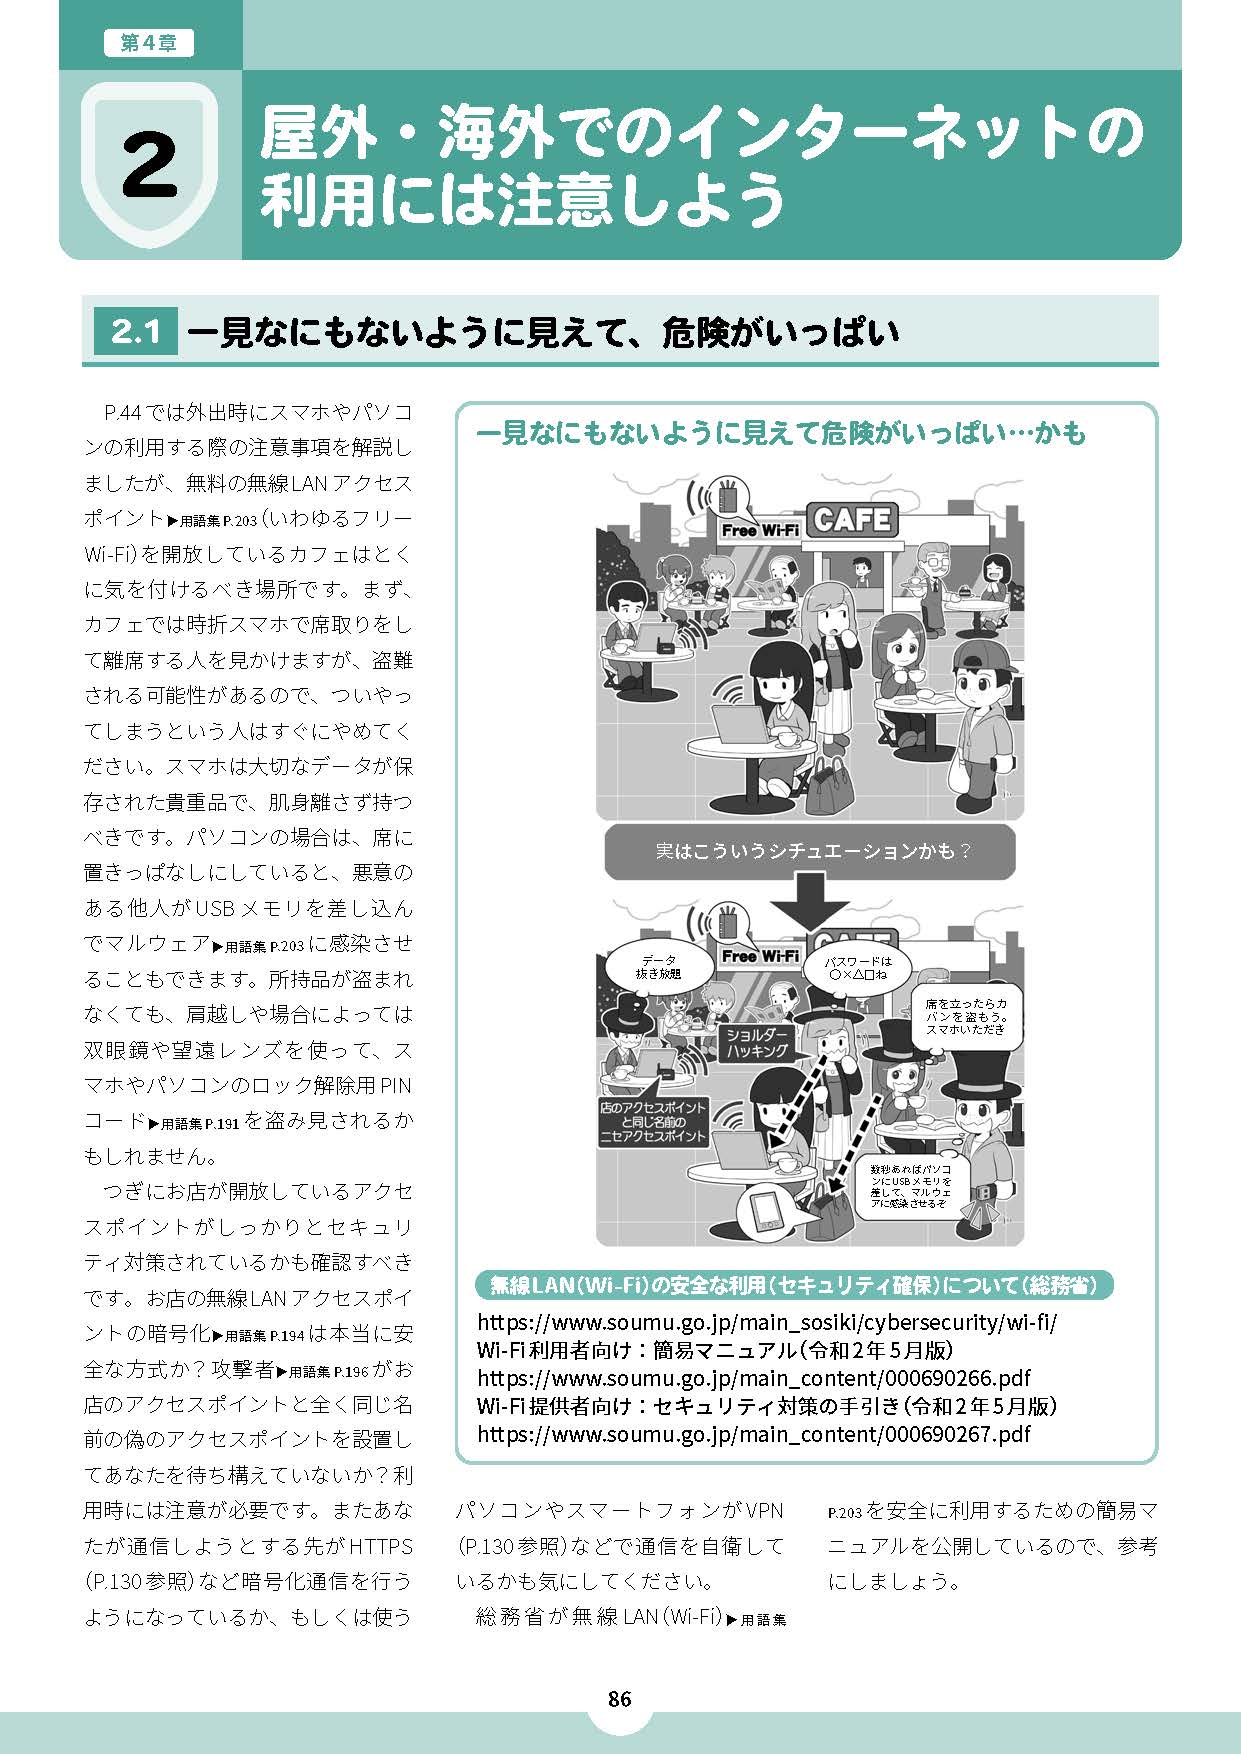 第4章
2
屋外・海外でのインターネットの
利用には注意しよう
2.1 一見なにもないように見えて、危険がいっぱい
P.44では外出時にスマホやパソコ
ンの利用する際の注意事項を解説し
ましたが、無料の無線LANアクセス
ポイント▶用語集P.203(いわゆるフリー
Wi-Fi)を開放しているカフェはとく
に気を付けるべき場所です。まず、
カフェでは時折スマホで席取りをし
て離席する人を見かけますが、盗難
される可能性があるので、ついやっ
てしまうという人はすぐにやめてく
ださい。スマホは大切なデータが保
存された貴重品で、肌身離さず持つ
べきです。パソコンの場合は、席に
置きっぱなしにしていると、悪意の
ある他人がUSBメモリを差し込ん
でマルウェア▶用語集P.203に感染させ
ることもできます。所持品が盗まれ
なくても、肩越しや場合によっては
双眼鏡や望遠レンズを使って、ス
マホやパソコンのロック解除用PIN
コード▶用語集P.191を盗み見されるか
もしれません。
つぎにお店が開放しているアクセ
スポイントがしっかりとセキュリ
ティ対策されているかも確認すべき
です。お店の無線LANアクセスポイ
ントの暗号化▶用語集P.194は本当に安
全な方式か?攻撃者▶用語集P.196がお
店のアクセスポイントと全く同じ名
前の偽のアクセスポイントを設置し
てあなたを待ち構えていないか?利
用時には注意が必要です。またあな
たが通信しようとする先がHTTPS
(P.130参照)など暗号化通信を行う
ようになっているか、もしくは使う
一見なにもないように見えて危険がいっぱい…かも
Free Wi-Fi
CAFE
実はこういうシチュエーションかも?
Free Wi-Fi
CAFE
データ
抜き放題
パスワードは
○×△□ね
席を立ったらカ
バンを盗もう。
スマホいただき
ショルダー
ハッキング
店のアクセスポイント
と同じ名前の
ニセアクセスポイント
数秒あればパソコ
ンにUSBメモリを
差して、マルウェ
アに感染させるぞ
無線LAN(Wi-Fi)の安全な利用(セキュリティ確保)について(総務省)
https://www.soumu.go.jp/main_sosiki/cybersecurity/wi-fi/
Wi-Fi利用者向け:簡易マニュアル(令和2年5月版)
https://www.soumu.go.jp/main_content/000690266.pdf
Wi-Fi提供者向け:セキュリティ対策の手引き(令和2年5月版)
https://www.soumu.go.jp/main_content/000690267.pdf
パソコンやスマートフォンがVPN
(P.130参照)などで通信を自衛して
いるかも気にしてください。
総務省が無線LAN(Wi-Fi)▶用語集
P.203を安全に利用するための簡易マ
ニュアルを公開しているので、参考
にしましょう。
86